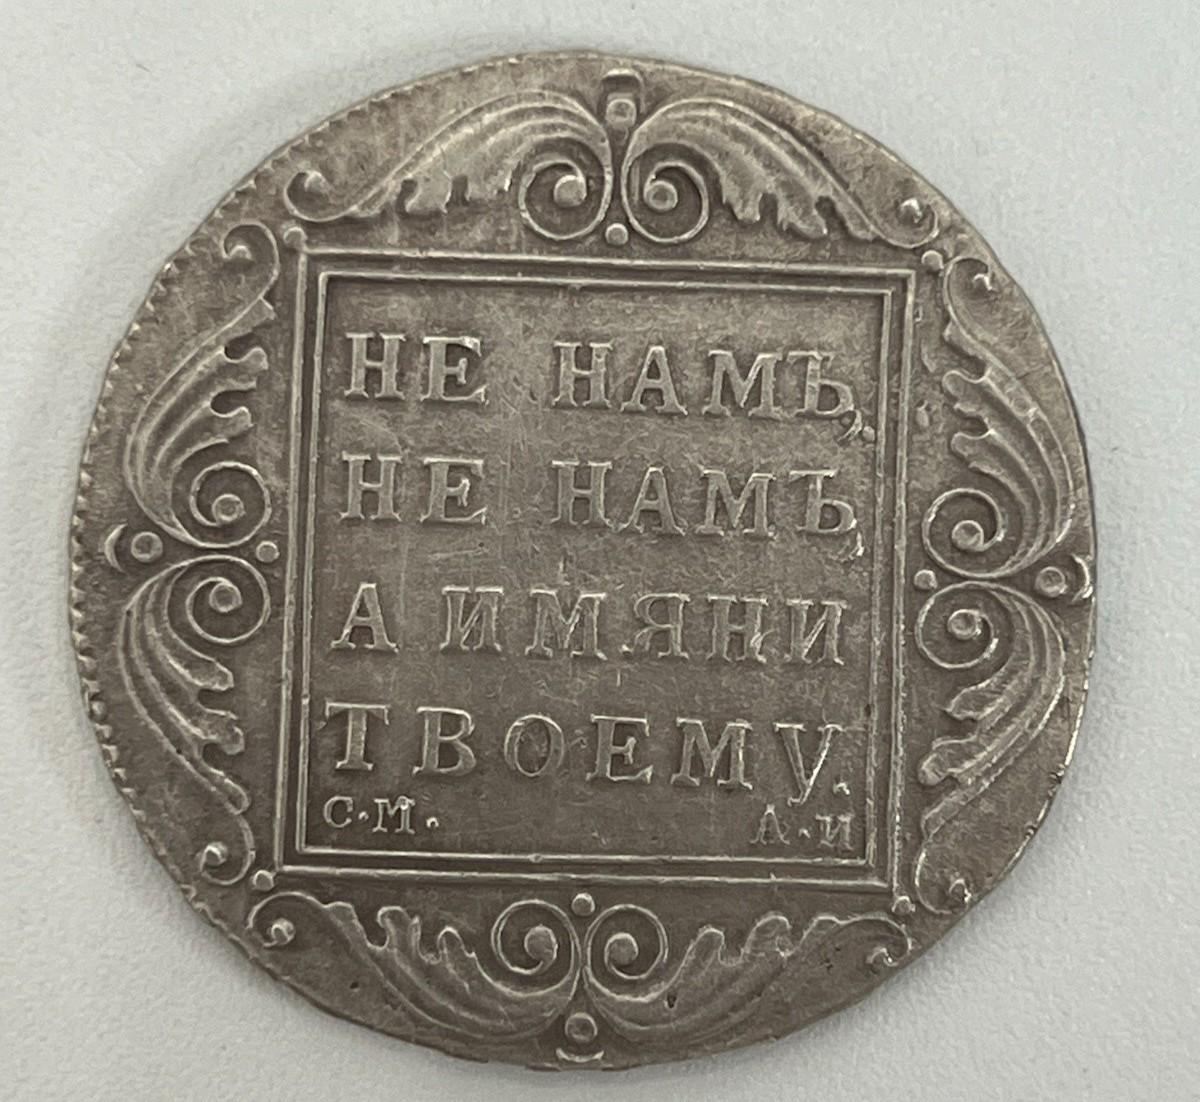 НЕ НАМЪ,
НЕ НАМЪ,
А ИМЯНИ
ТВОЕМУ.
С·М· А·И